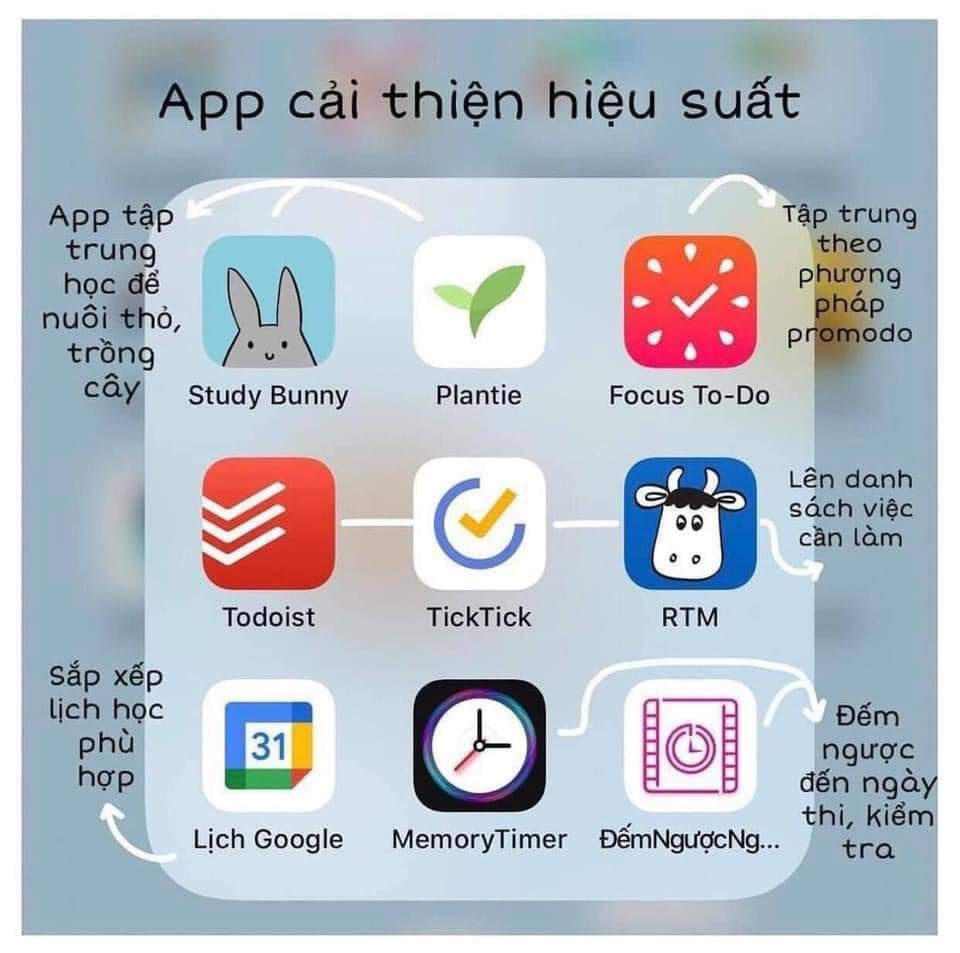 App cải thiện hiệu suất
App tập
trung
học để
nuôi thỏ,
trồng
cây
Tập trung
theo
phương
pháp
promodo
Study Bunny
Plantie
Focus To-Do
Lên danh
sách việc
cần làm
Todoist
TickTick
RTM
Sắp xếp
lịch học
phù
hợp
31
Đếm
ngược
đến ngày
thi, kiểm
tra
Lịch Google
MemoryTimer
ĐếmNgượcNg...